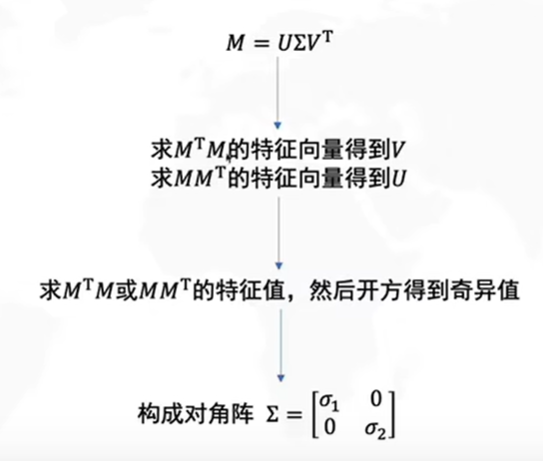 M = UΣVᵀ
求MᵀM的特征向量得到V
求MMᵀ的特征向量得到U
求MᵀM或MMᵀ的特征值，然后开方得到奇异值
构成对角阵 Σ = [σ₁ 0
0 σ₂]